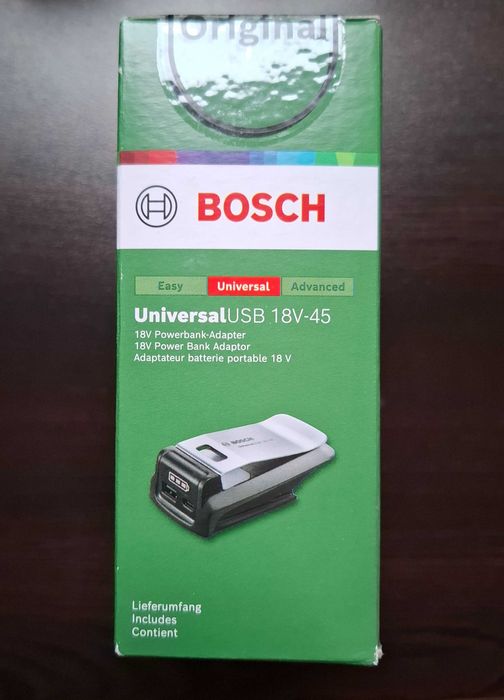 Original
BOSCH
Easy
Universal
Advanced
UniversalUSB 18V-45
18V Powerbank-Adapter
18V Power Bank Adaptor
Adaptateur batterie portable 18 V
BOSCH
Lieferumfang
Includes
Contient